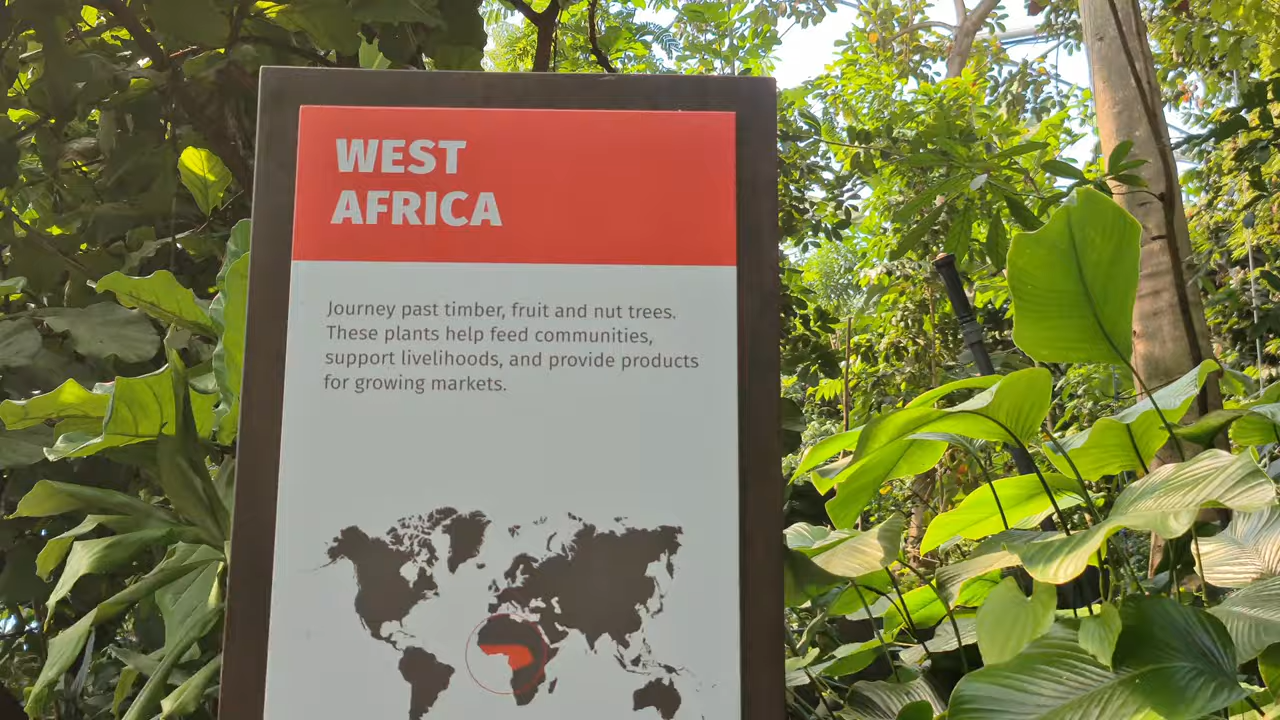 WEST
AFRICA
Journey past timber, fruit and nut trees.
These plants help feed communities,
support livelihoods, and provide products
for growing markets.